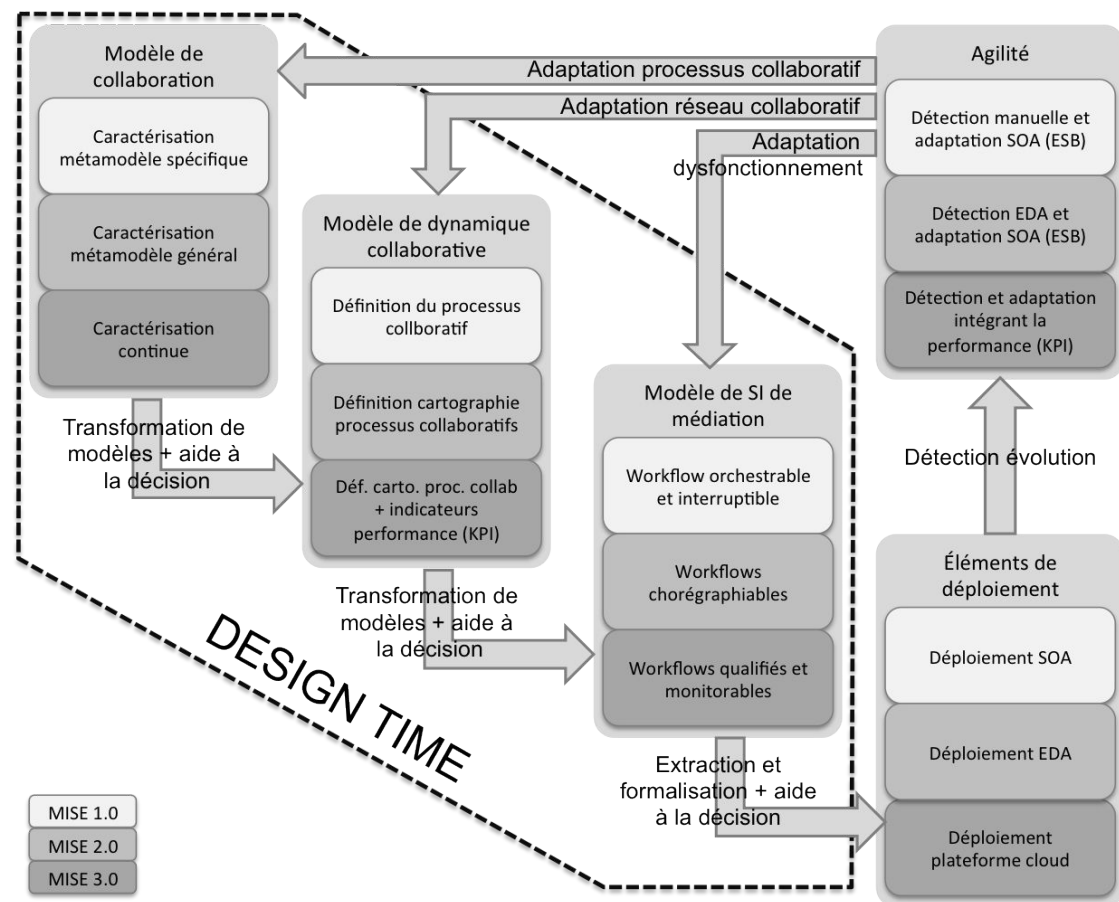 Modèle de
collaboration
Caractérisation
métamodèle spécifique
Caractérisation
métamodèle général
Caractérisation
continue
Adaptation processus collaboratif
Adaptation réseau collaboratif
Adaptation
dysfonctionnement
Agilité
Détection manuelle et
adaptation SOA (ESB)
Détection EDA et
adaptation SOA (ESB)
Détection et adaptation
intégrant la
performance (KPI)
Modèle de dynamique
collaborative
Définition du processus
collboratif
Définition cartographie
processus collaboratifs
Déf. carto. proc. collab
+ indicateurs
performance (KPI)
Transformation de
modèles + aide à
la décision
Modèle de SI de
médiation
Workflow orchestrable
et interruptible
Workflows
chorégraphiables
Workflows qualifiés et
monitorables
Détection évolution
Transformation de
modèles + aide à
la décision
Éléments de
déploiement
Déploiement SOA
Déploiement EDA
Déploiement
plateforme cloud
DESIGN TIME
Extraction et
formalisation + aide
à la décision
MISE 1.0
MISE 2.0
MISE 3.0